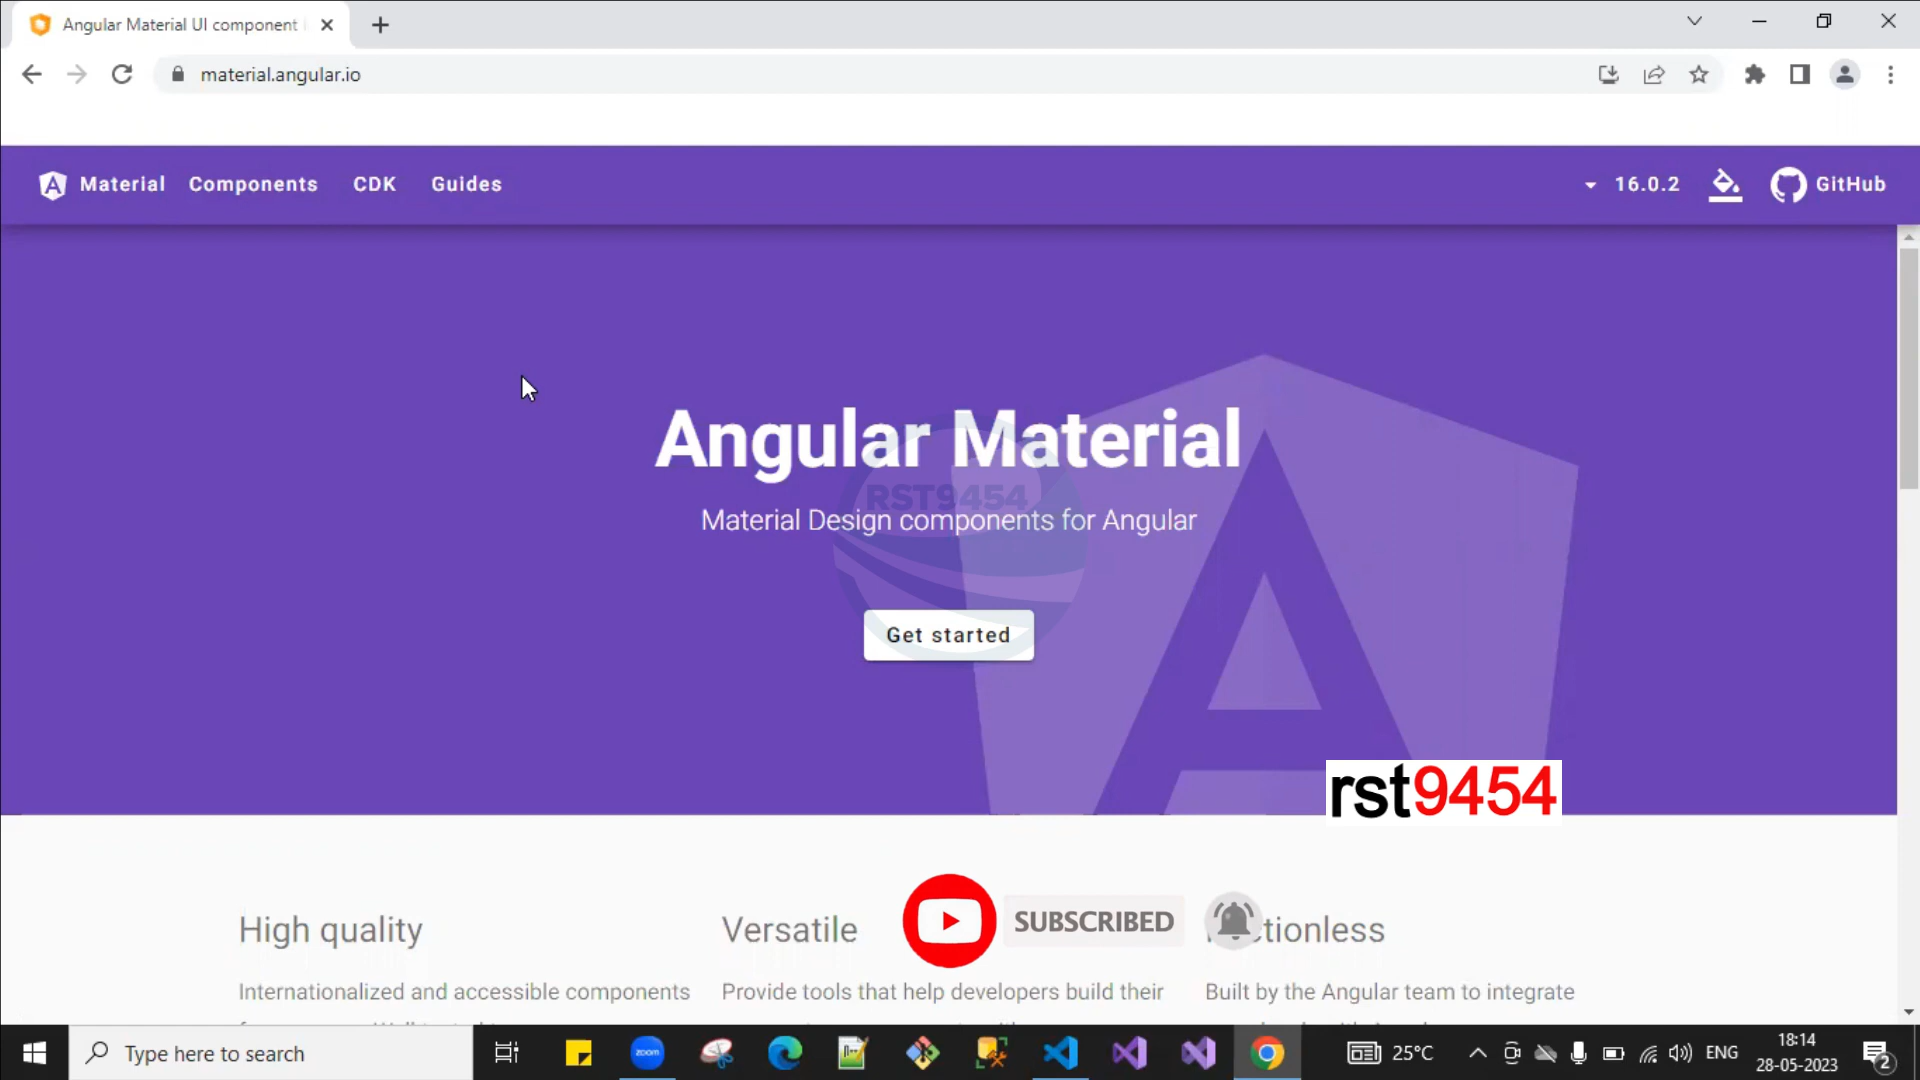 Angular Material UI component
material.angular.io
Material Components CDK Guides 16.0.2 GitHub
Angular Material
RST9454
Material Design components for Angular
Get started
rst9454
High quality Versatile SUBSCRIBED tionless
Internationalized and accessible components Provide tools that help developers build their Built by the Angular team to integrate
Type here to search zoom 25°C ENG 18:14
28-05-2023 2